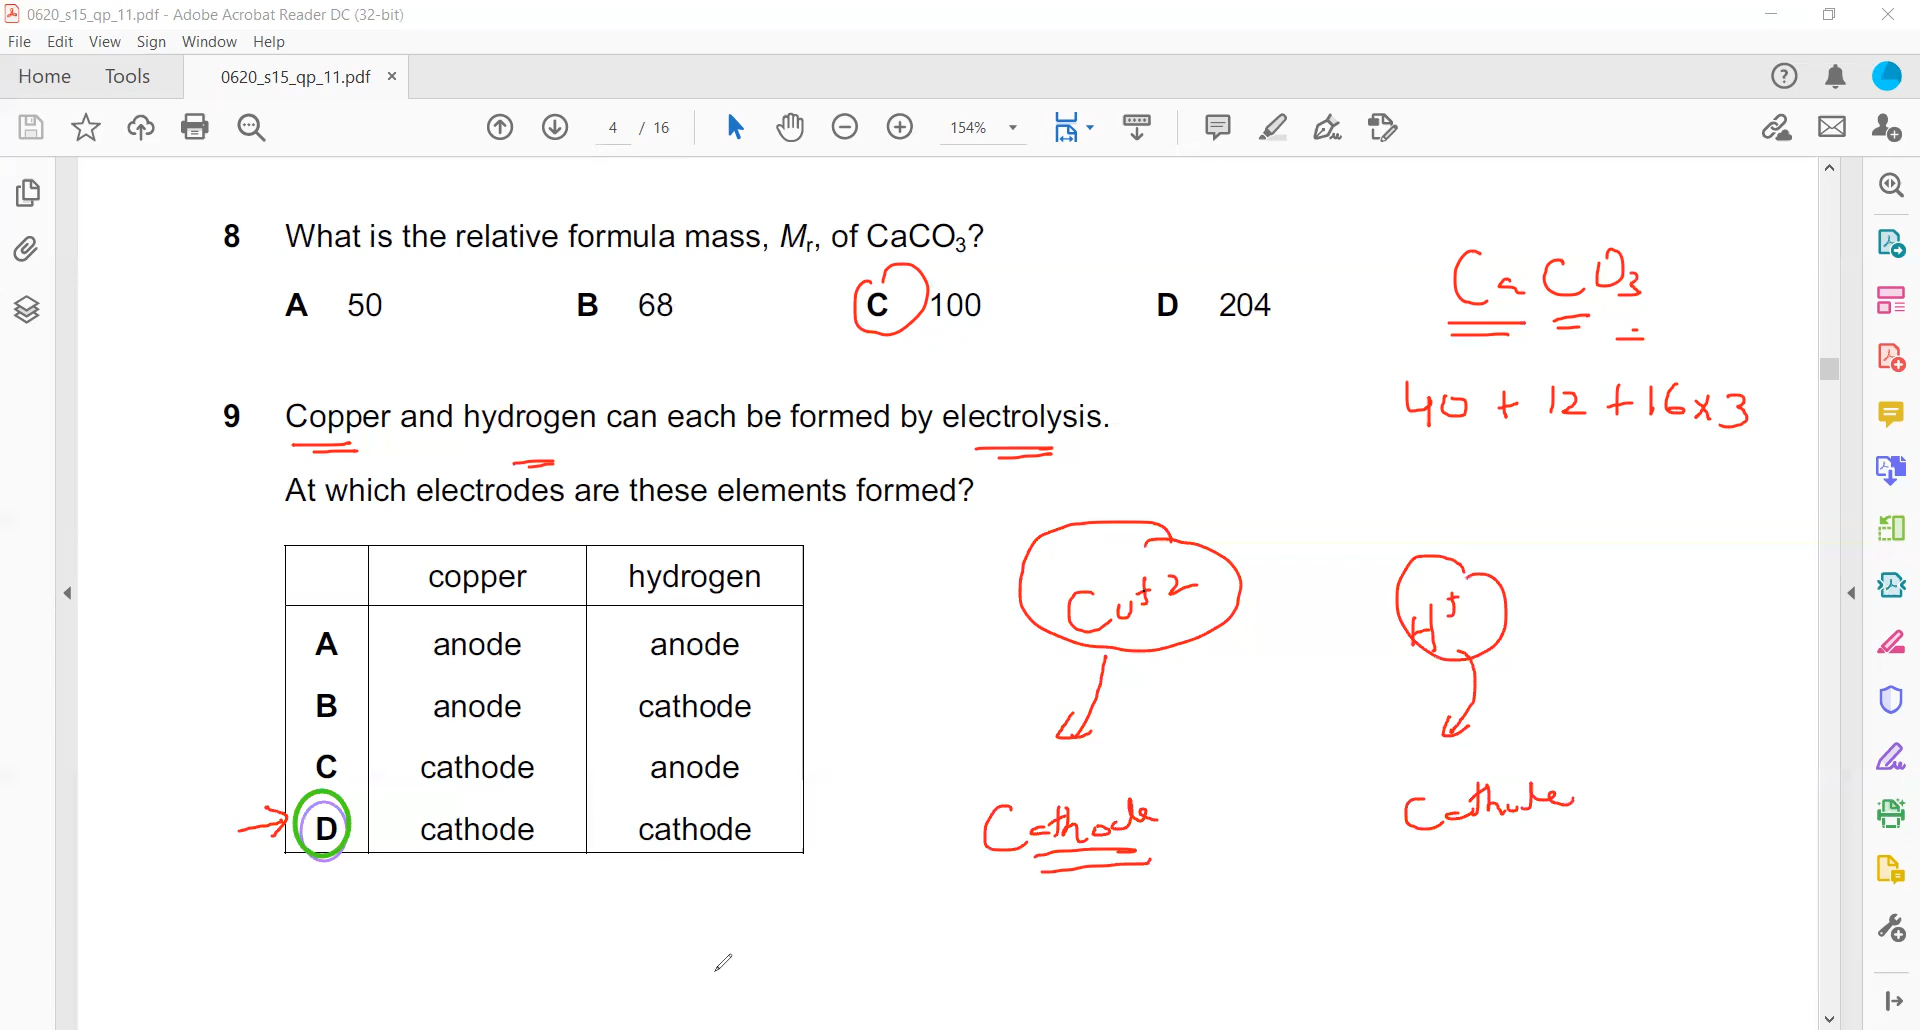 0620_s15_qp_11.pdf - Adobe Acrobat Reader DC (32-bit)
File Edit View Sign Window Help
Home Tools 0620_s15_qp_11.pdf ×
4 / 16 154%
8 What is the relative formula mass, Mr, of CaCO₃?
A 50 B 68 C 100 D 204
CaCO₃
40 + 12 + 16 x 3
9 Copper and hydrogen can each be formed by electrolysis.
At which electrodes are these elements formed?
copper hydrogen
A anode anode
B anode cathode
C cathode anode
D cathode cathode
Cu⁺² H⁺
Cathode Cathode